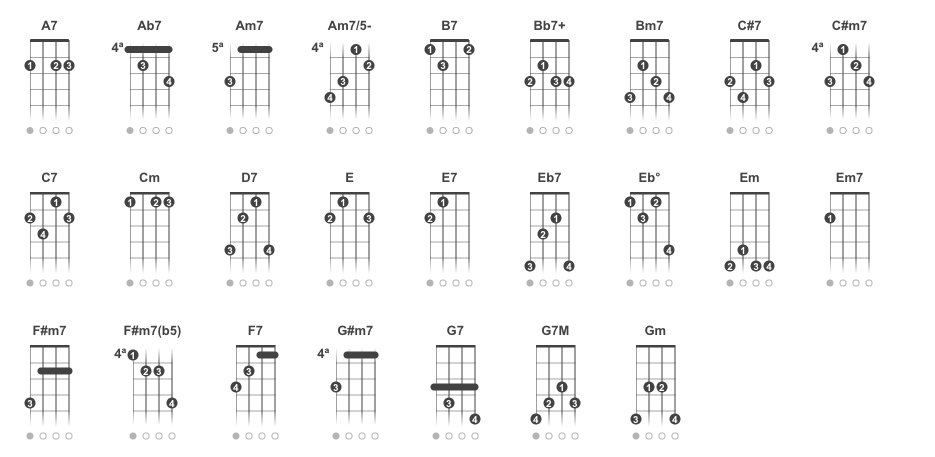 A7 Ab7 Am7 Am7/5- B7 Bb7+ Bm7 C#7 C#m7
4ª 5ª 4ª 4ª
1 2 3 3 4 3 1 2 3 4 1 2 3 1 2 3 4 1 2 3 4 1 2 3 4 1 2 3 4
C7 Cm D7 E E7 Eb7 Eb° Em Em7
1 2 3 4 1 2 3 1 2 3 4 1 2 3 1 2 1 2 3 4 1 2 3 4 1 2 3 4 1
F#m7 F#m7(b5) F7 G#m7 G7 G7M Gm
4ª 4ª
3 1 2 3 4 3 4 3 3 4 1 2 3 4 1 2 3 4